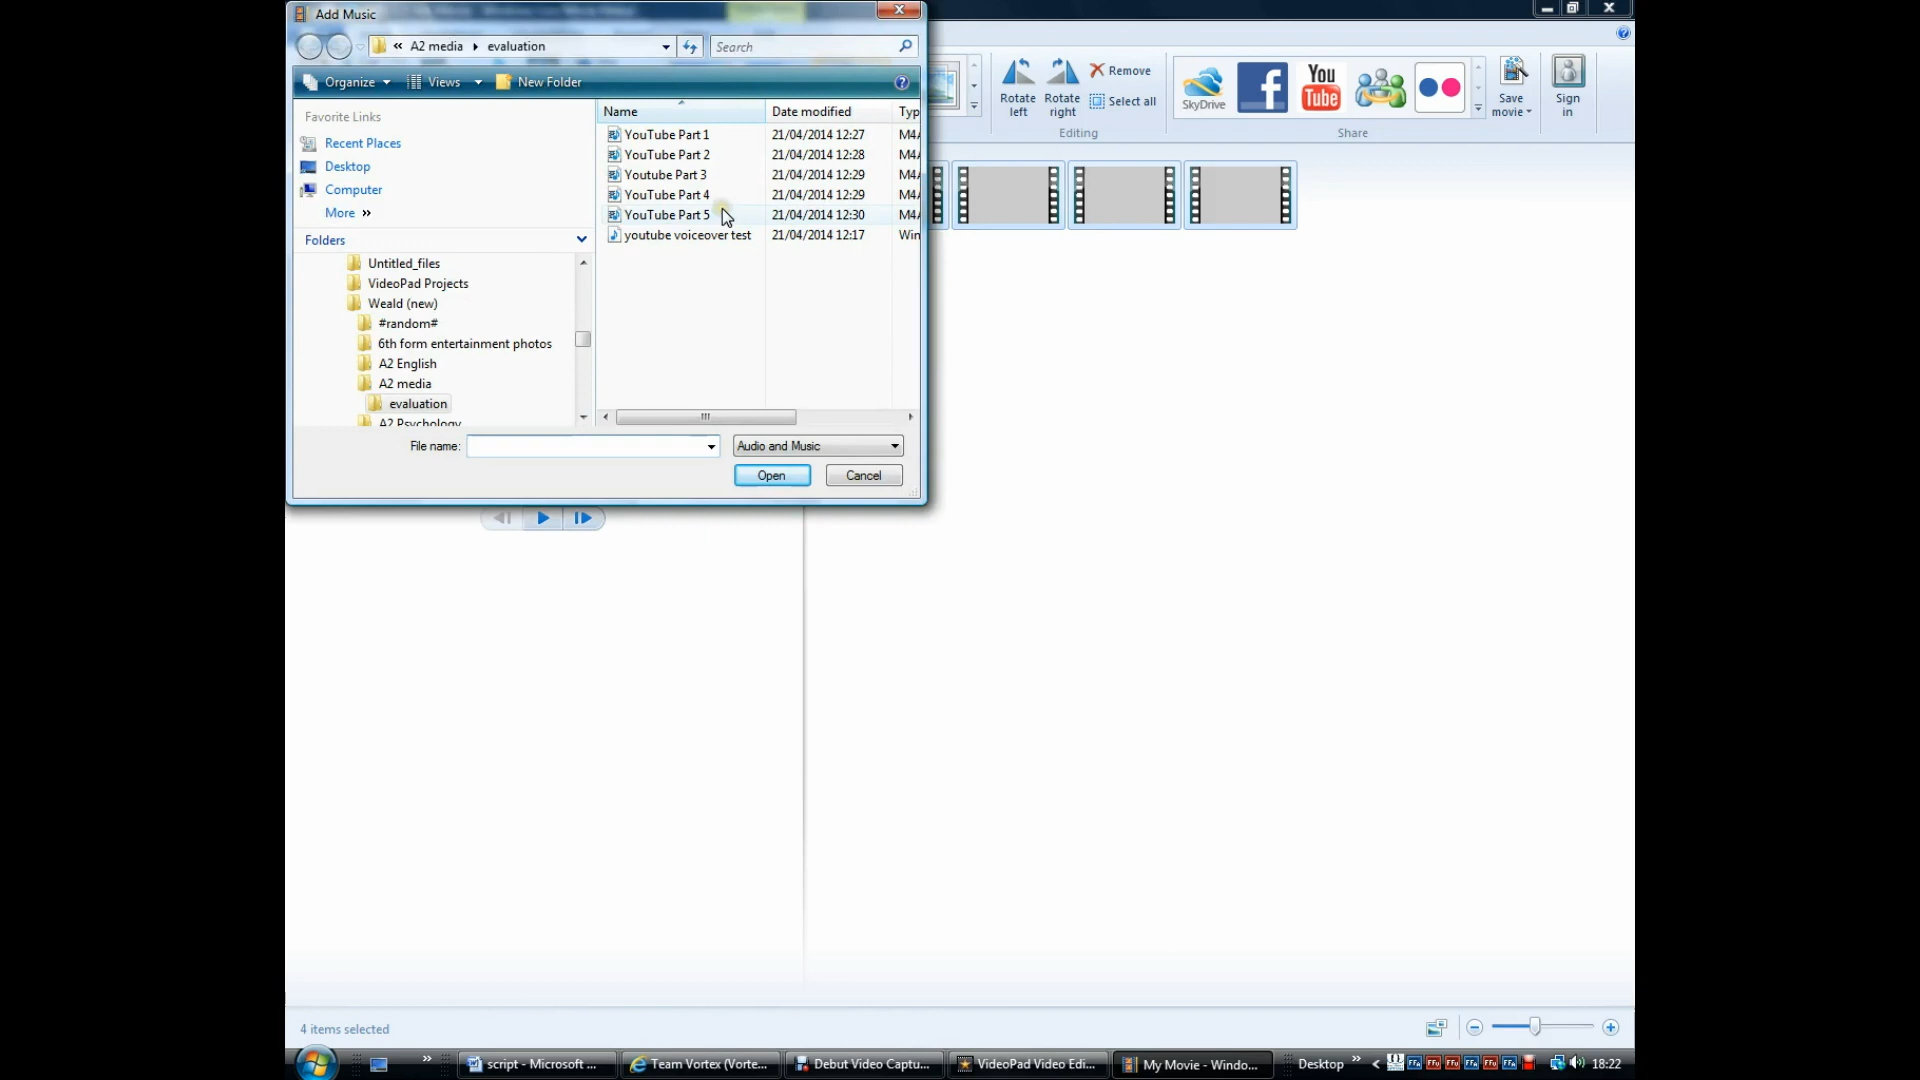 Add Music
« A2 media ▸ evaluation
Search
Organize
Views
New Folder
Favorite Links
Recent Places
Desktop
Computer
More »
Folders
Untitled_files
VideoPad Projects
Weald (new)
#random#
6th form entertainment photos
A2 English
A2 media
evaluation
A2 Psychology
Name Date modified Typ
YouTube Part 1 21/04/2014 12:27 M4A
YouTube Part 2 21/04/2014 12:28 M4A
Youtube Part 3 21/04/2014 12:29 M4A
YouTube Part 4 21/04/2014 12:29 M4A
YouTube Part 5 21/04/2014 12:30 M4A
youtube voiceover test 21/04/2014 12:17 Win
File name:
Audio and Music
Open
Cancel
Rotate left
Rotate right
Remove
Select all
Editing
SkyDrive
You Tube
Share
Save movie
Sign in
4 items selected
script - Microsoft ...
Team Vortex (Vorte...
Debut Video Captu...
VideoPad Video Edi...
My Movie - Windo...
Desktop »
18:22